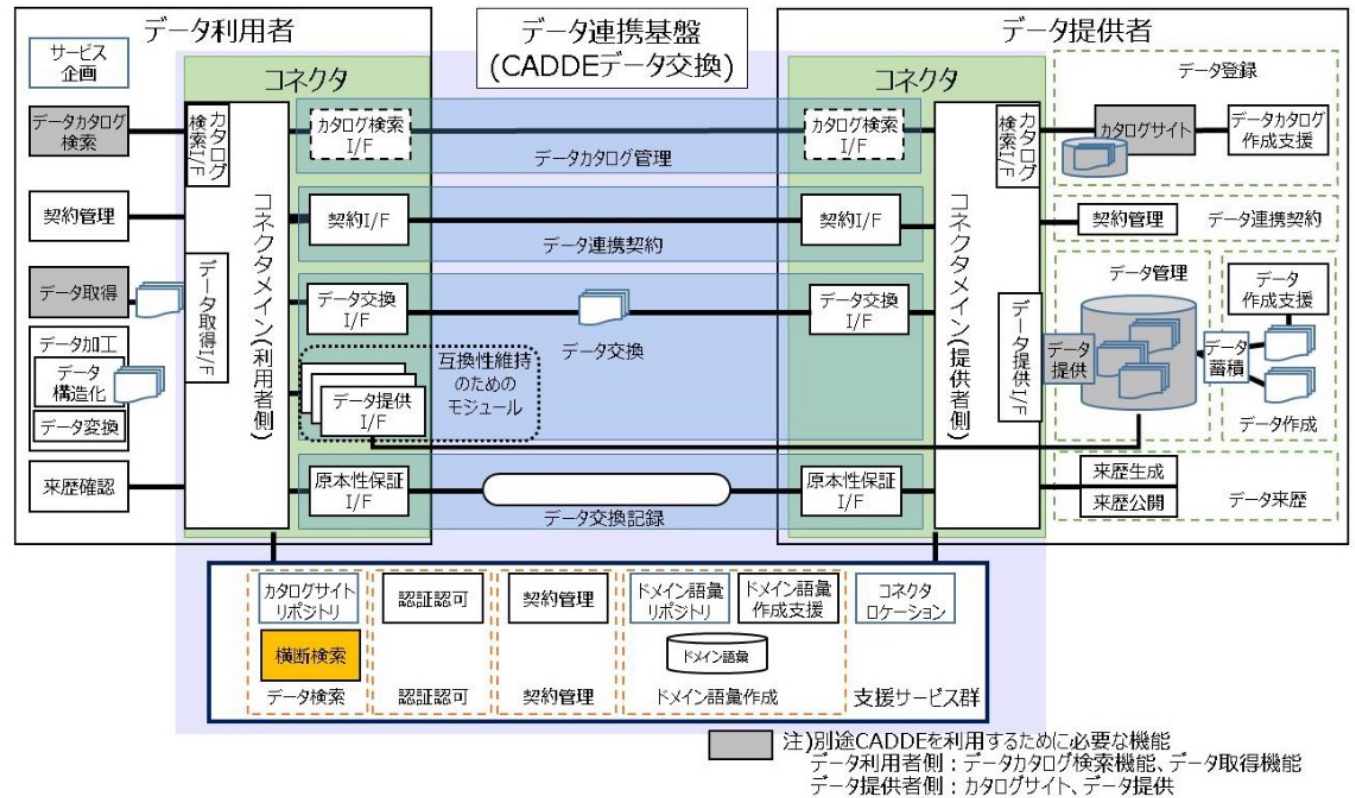 データ利用者
データ連携基盤
(CADDEデータ交換)
データ提供者
サービス
企画
コネクタ
コネクタ
データ登録
データカタログ
検索
カタログ
検索I/F
カタログ検索
I/F
カタログ検索
I/F
カタログ
検索I/F
カタログサイト
データカタログ
作成支援
データカタログ管理
契約管理
コネクタメイン(利用者側)
契約I/F
契約I/F
コネクタメイン(提供者側)
契約管理
データ連携契約
データ連携契約
データ取得
データ取得I/F
データ交換
I/F
データ交換
データ交換
I/F
データ提供I/F
データ管理
データ
提供
データ
蓄積
データ
作成支援
データ作成
データ加工
データ
構造化
データ変換
互換性維持
のための
モジュール
データ提供
I/F
来歴確認
原本性保証
I/F
データ交換記録
原本性保証
I/F
来歴生成
来歴公開
データ来歴
カタログサイト
リポジトリ
認証認可
契約管理
ドメイン語彙
リポジトリ
ドメイン語彙
作成支援
コネクタ
ロケーション
横断検索
ドメイン語彙
データ検索
認証認可
契約管理
ドメイン語彙作成
支援サービス群
注)別途CADDEを利用するために必要な機能
データ利用者側：データカタログ検索機能、データ取得機能
データ提供者側：カタログサイト、データ提供